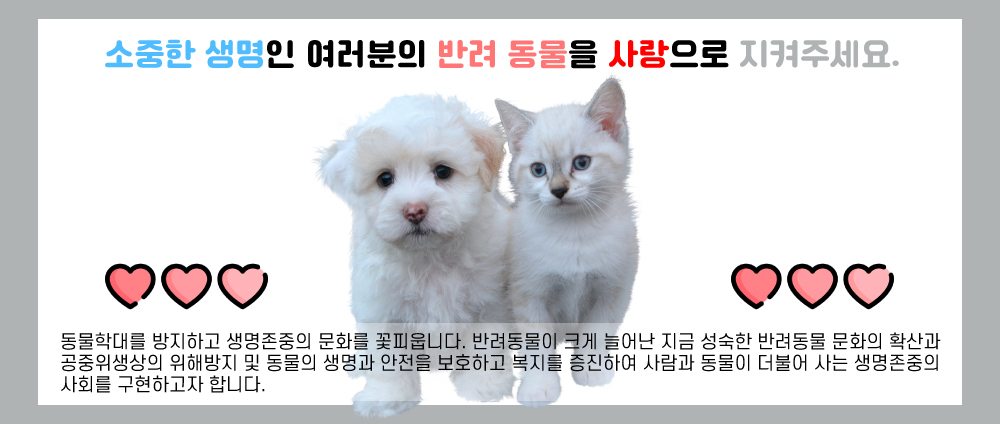 소중한 생명인 여러분의 반려 동물을 사랑으로 지켜주세요.
동물학대를 방지하고 생명존중의 문화를 꽃피웁니다. 반려동물이 크게 늘어난 지금 성숙한 반려동물 문화의 확산과
공중위생상의 위해방지 및 동물의 생명과 안전을 보호하고 복지를 증진하여 사람과 동물이 더불어 사는 생명존중의
사회를 구현하고자 합니다.